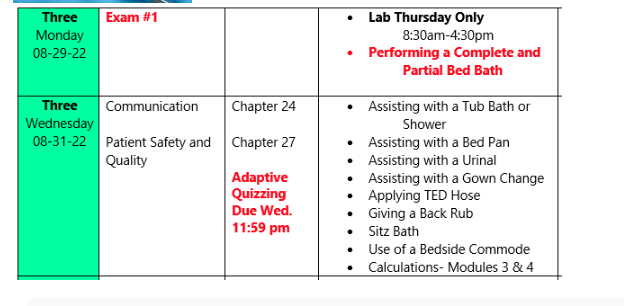 Three
Monday
08-29-22
Exam #1
• Lab Thursday Only
8:30am-4:30pm
• Performing a Complete and
Partial Bed Bath
Three
Wednesday
08-31-22
Communication
Patient Safety and
Quality
Chapter 24
Chapter 27
Adaptive
Quizzing
Due Wed.
11:59 pm
• Assisting with a Tub Bath or
Shower
• Assisting with a Bed Pan
• Assisting with a Urinal
• Assisting with a Gown Change
• Applying TED Hose
• Giving a Back Rub
• Sitz Bath
• Use of a Bedside Commode
• Calculations- Modules 3 & 4